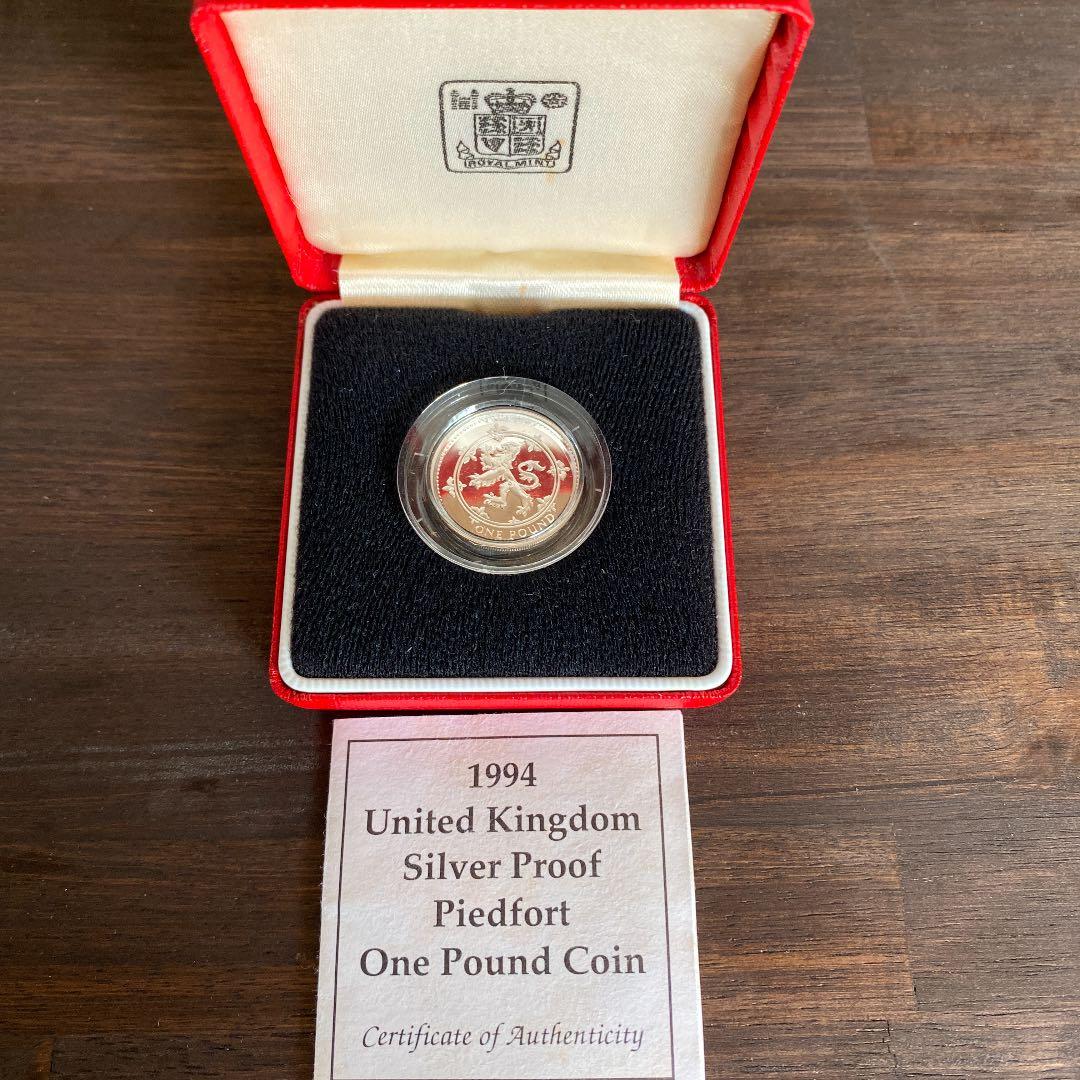 ROYAL MINT
ONE POUND
1994
United Kingdom
Silver Proof
Piedfort
One Pound Coin
Certificate of Authenticity